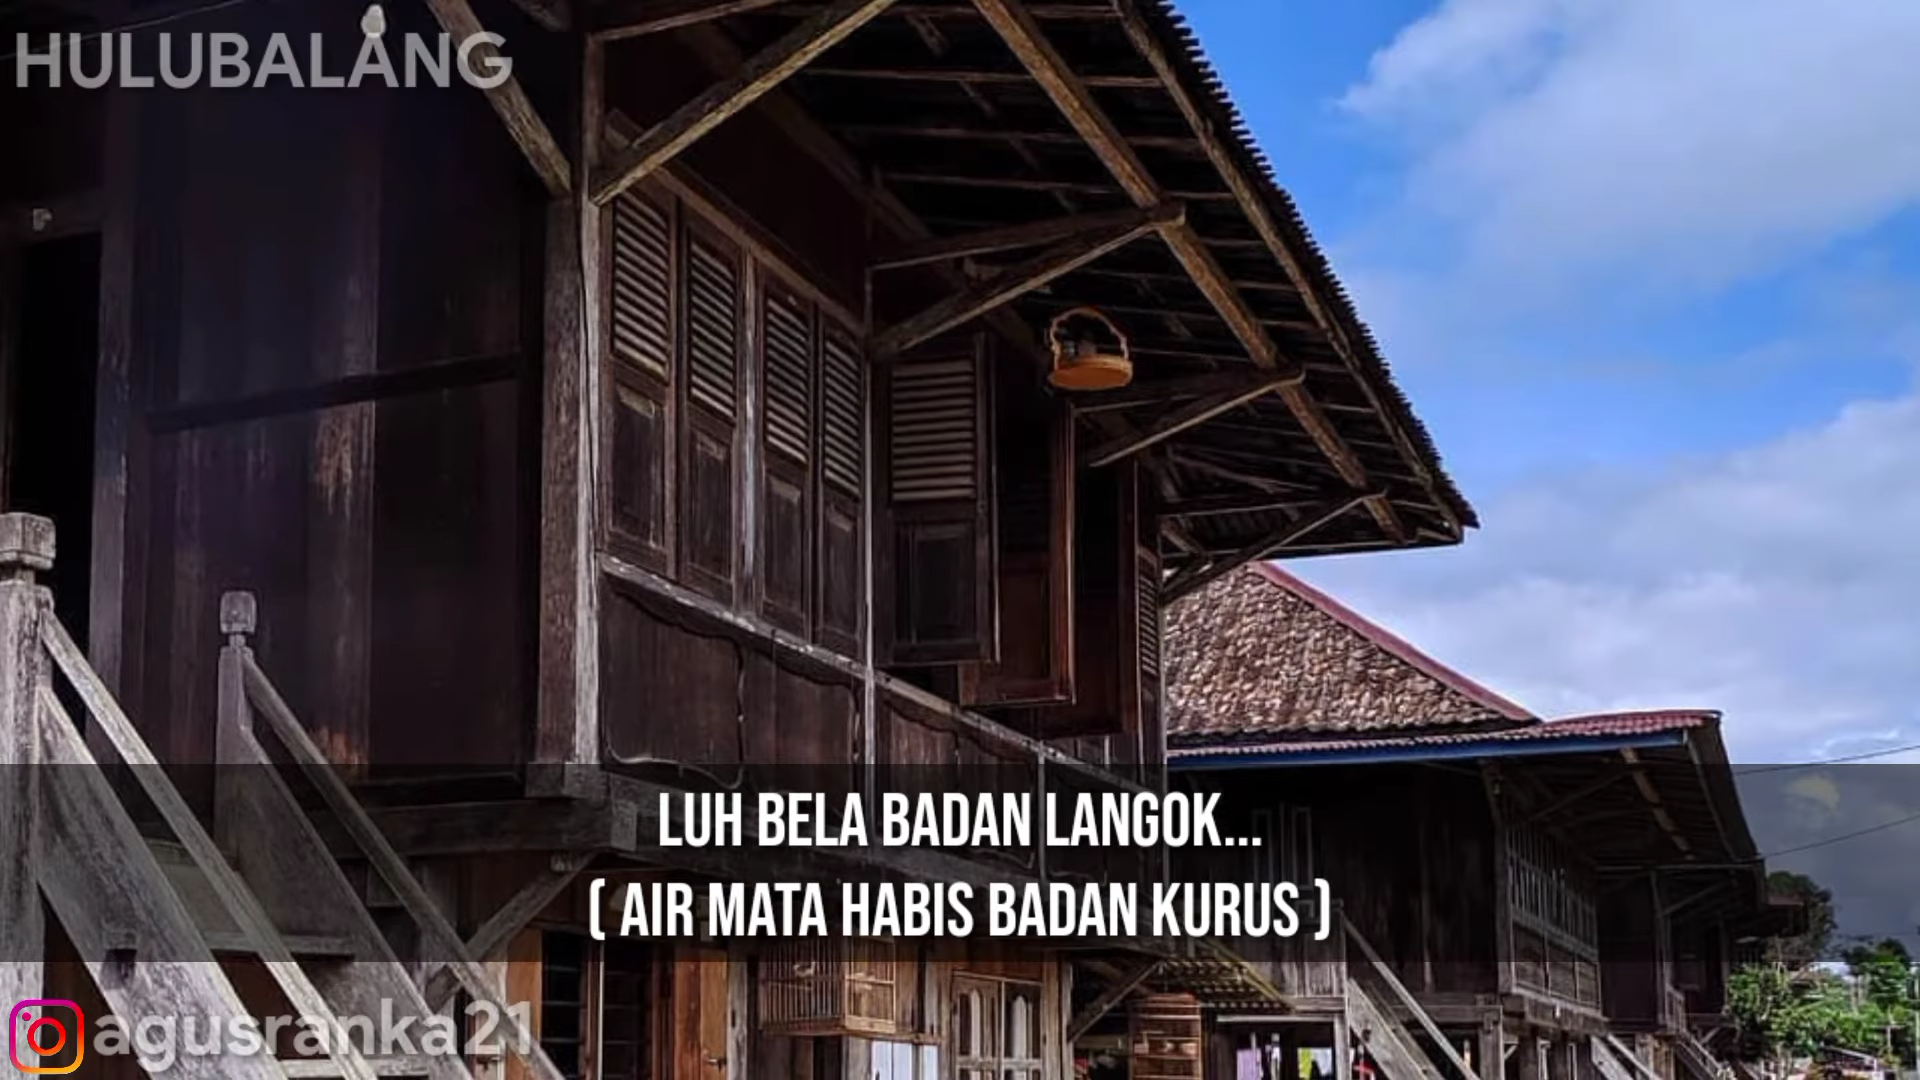 HULUBALANG
LUH BELA BADAN LANGOK...
( AIR MATA HABIS BADAN KURUS )
agusranka21